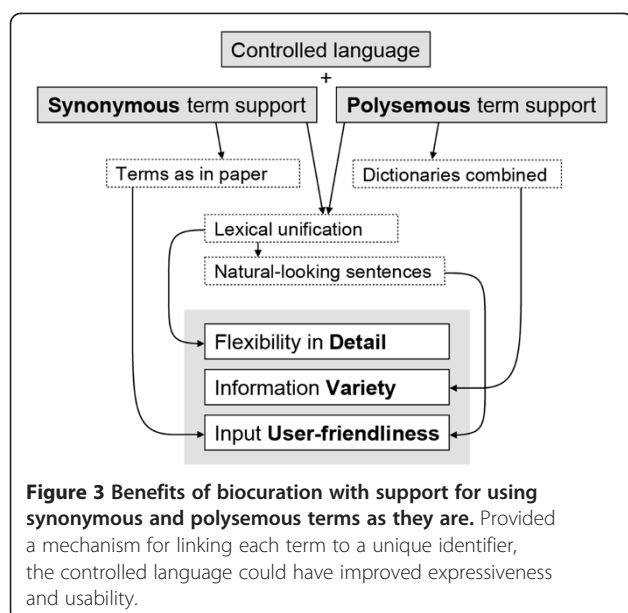 Controlled language
+
Synonymous term support
Polysemous term support
Terms as in paper
Dictionaries combined
Lexical unification
Natural-looking sentences
Flexibility in Detail
Information Variety
Input User-friendliness
Figure 3 Benefits of biocuration with support for using
synonymous and polysemous terms as they are. Provided
a mechanism for linking each term to a unique identifier,
the controlled language could have improved expressiveness
and usability.